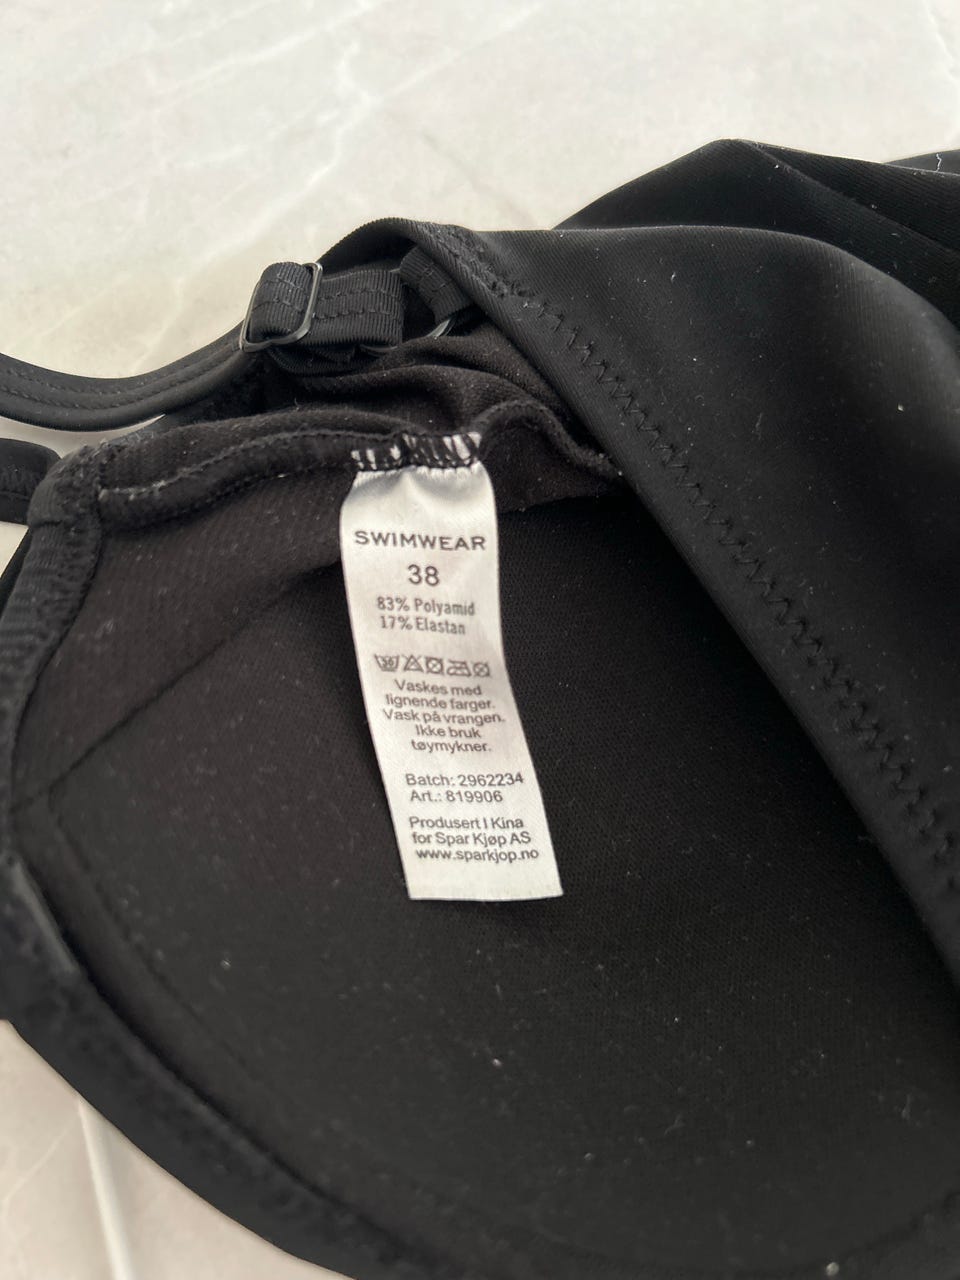 SWIMWEAR
38
83% Polyamid
17% Elastan
30
Vaskes med
lignende farger.
Vask på vrangen.
Ikke bruk
tøymykner.
Batch: 2962234
Art.: 819906
Produsert I Kina
for Spar Kjøp AS
www.sparkjop.no